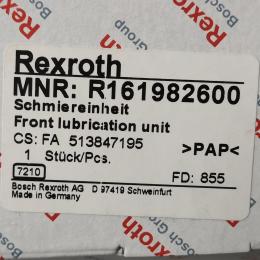 Rexroth
MNR: R161982600
Schmiereinheit
Front lubrication unit
CS: FA 513847195
>PAP<
1 Stück/Pcs.
7210
FD: 855
Bosch Rexroth AG D 97419 Schweinfurt
Made in Germany